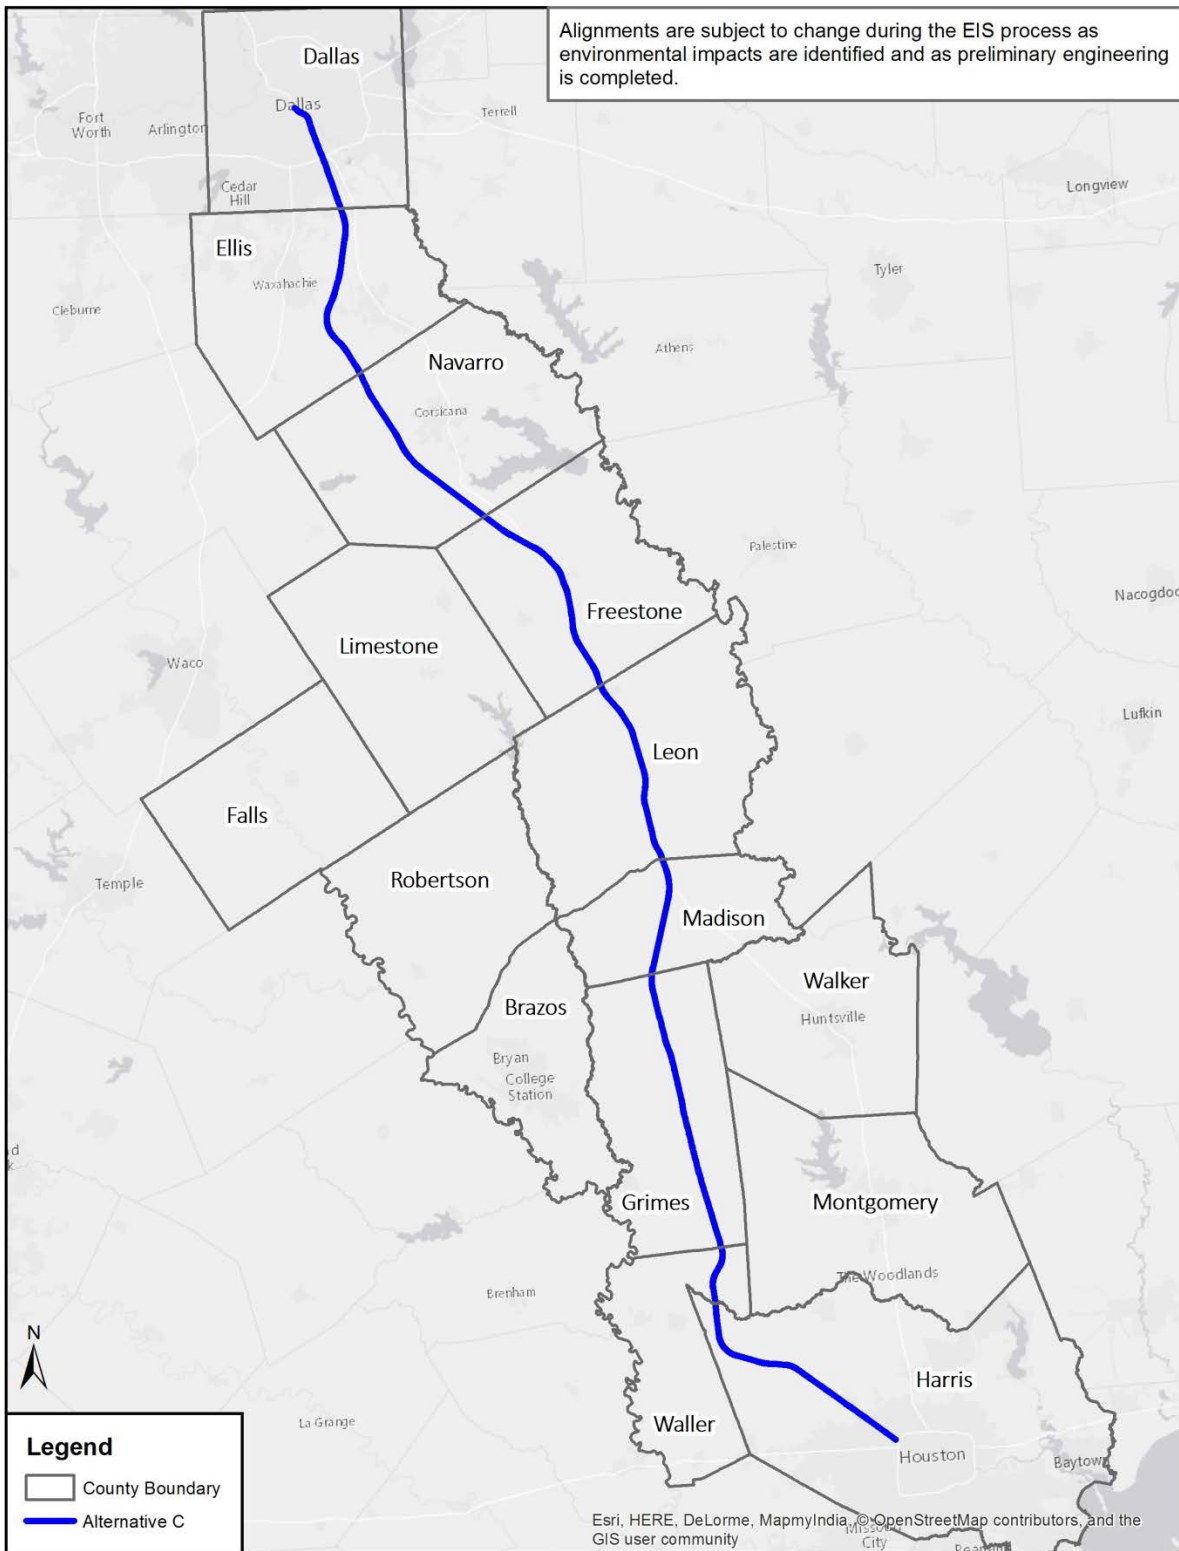 Alignments are subject to change during the EIS process as
environmental impacts are identified and as preliminary engineering
is completed.
Dallas
Dallas
Fort
Worth
Arlington
Terrell
Cedar
Hill
Longview
Ellis
Waxahachie
Tyler
Cleburne
Navarro
Athens
Corsicana
Palestine
Nacogdoc
Freestone
Limestone
Waco
Lufkin
Leon
Falls
Temple
Robertson
Madison
Walker
Huntsville
Brazos
Bryan
College
Station
Grimes
Montgomery
The Woodlands
Brenham
N
Harris
La Grange
Waller
Houston
Baytown
Legend
County Boundary
Alternative C
Esri, HERE, DeLorme, MapmyIndia, © OpenStreetMap contributors, and the
GIS user community
City